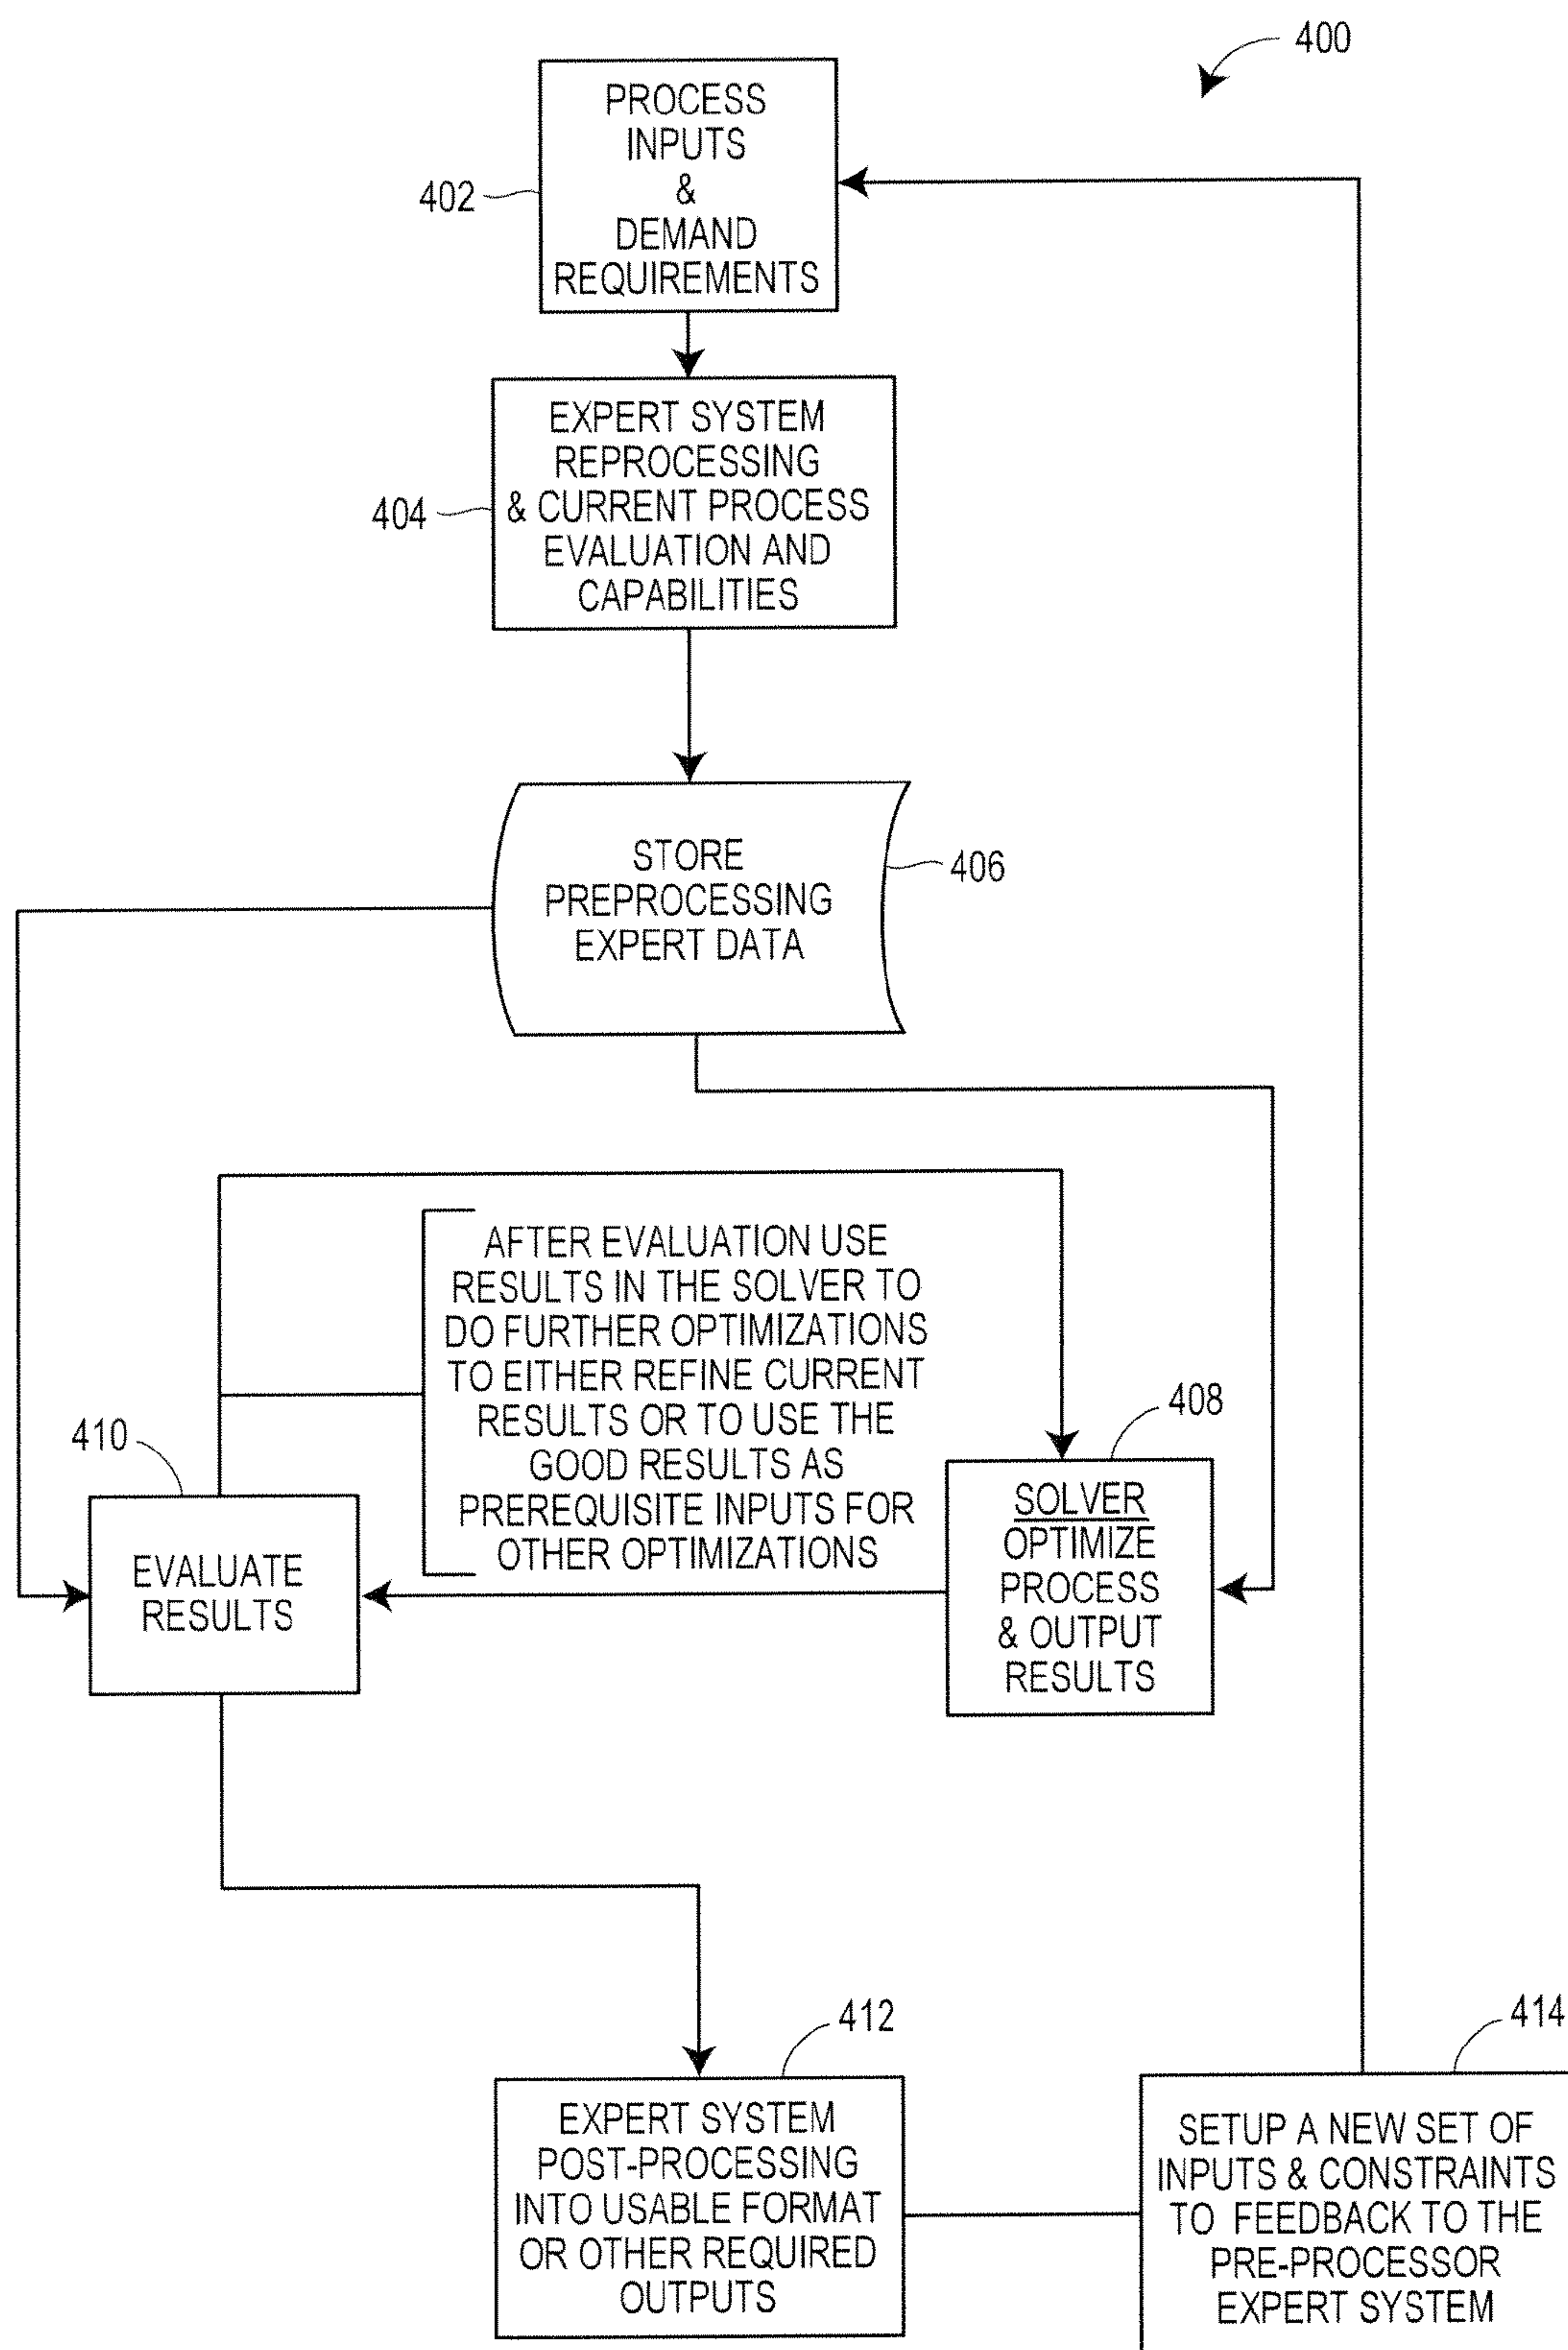 400
PROCESS
INPUTS
&
DEMAND
REQUIREMENTS
402
EXPERT SYSTEM
REPROCESSING
& CURRENT PROCESS
EVALUATION AND
CAPABILITIES
404
STORE
PREPROCESSING
EXPERT DATA
406
AFTER EVALUATION USE
RESULTS IN THE SOLVER TO
DO FURTHER OPTIMIZATIONS
TO EITHER REFINE CURRENT
RESULTS OR TO USE THE
GOOD RESULTS AS
PREREQUISITE INPUTS FOR
OTHER OPTIMIZATIONS
408
SOLVER
OPTIMIZE
PROCESS
& OUTPUT
RESULTS
410
EVALUATE
RESULTS
412
EXPERT SYSTEM
POST-PROCESSING
INTO USABLE FORMAT
OR OTHER REQUIRED
OUTPUTS
414
SETUP A NEW SET OF
INPUTS & CONSTRAINTS
TO FEEDBACK TO THE
PRE-PROCESSOR
EXPERT SYSTEM